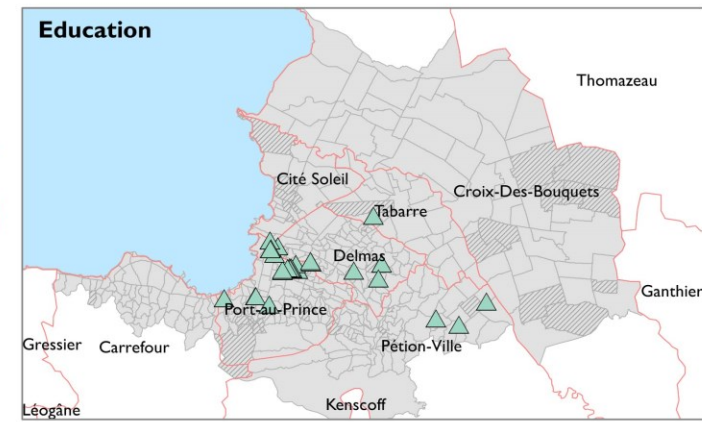 Education
Thomazeau
Cité Soleil
Croix-Des-Bouquets
Tabarre
Delmas
Ganthier
Port-au-Prince
Gressier
Carrefour
Pétion-Ville
Léogâne
Kenscoff